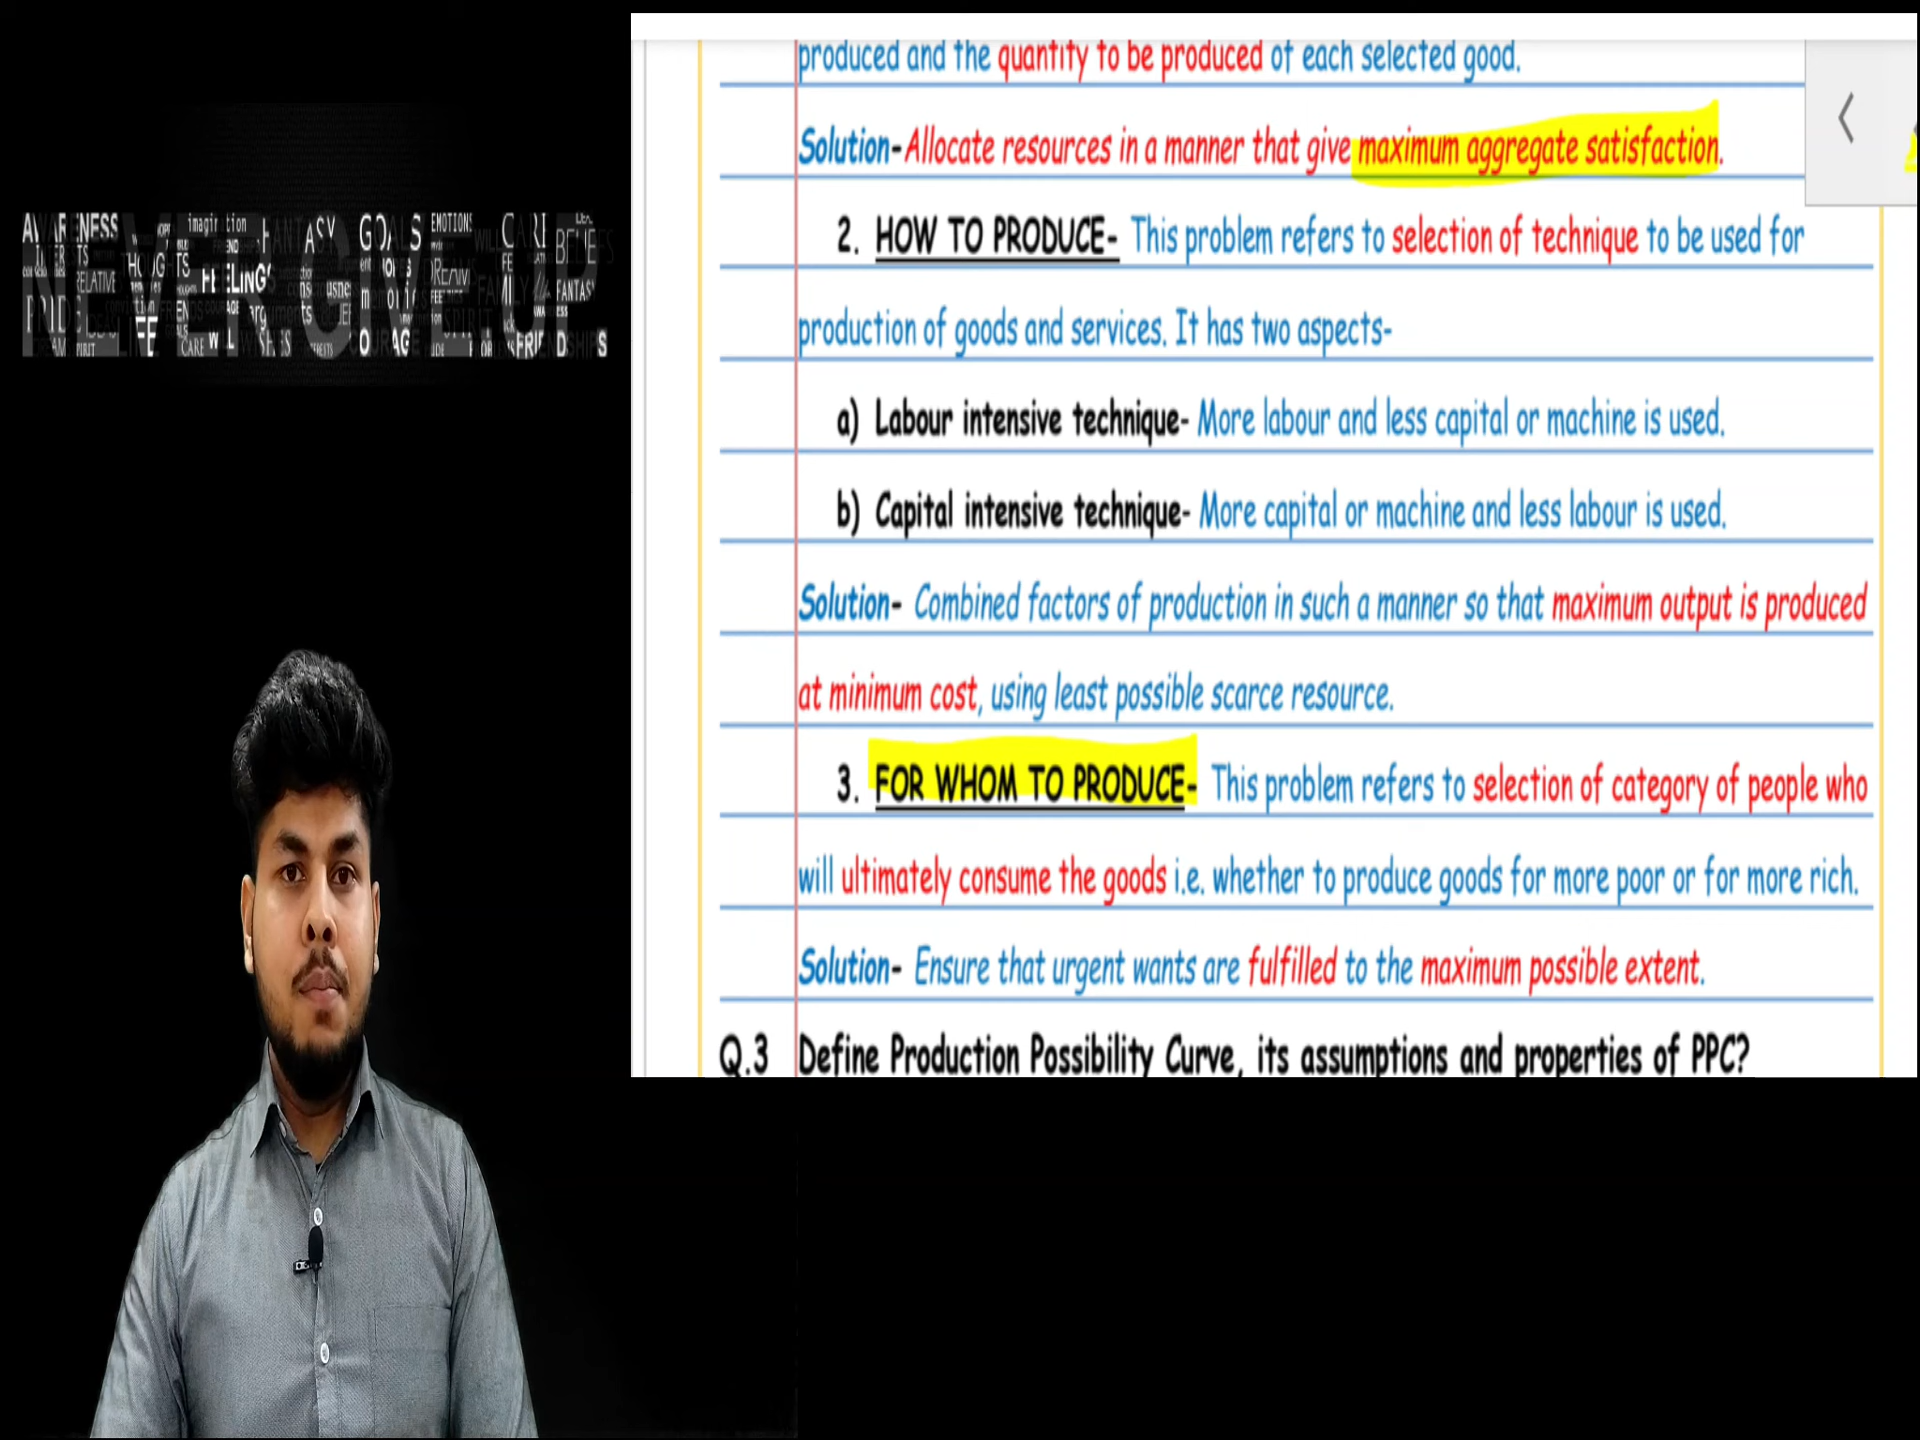 NEVER GIVE UP
produced and the quantity to be produced of each selected good.
Solution-Allocate resources in a manner that give maximum aggregate satisfaction.
2. HOW TO PRODUCE- This problem refers to selection of technique to be used for
production of goods and services. It has two aspects-
a) Labour intensive technique- More labour and less capital or machine is used.
b) Capital intensive technique- More capital or machine and less labour is used.
Solution- Combined factors of production in such a manner so that maximum output is produced
at minimum cost, using least possible scarce resource.
3. FOR WHOM TO PRODUCE- This problem refers to selection of category of people who
will ultimately consume the goods i.e. whether to produce goods for more poor or for more rich.
Solution- Ensure that urgent wants are fulfilled to the maximum possible extent.
Q.3 Define Production Possibility Curve, its assumptions and properties of PPC?